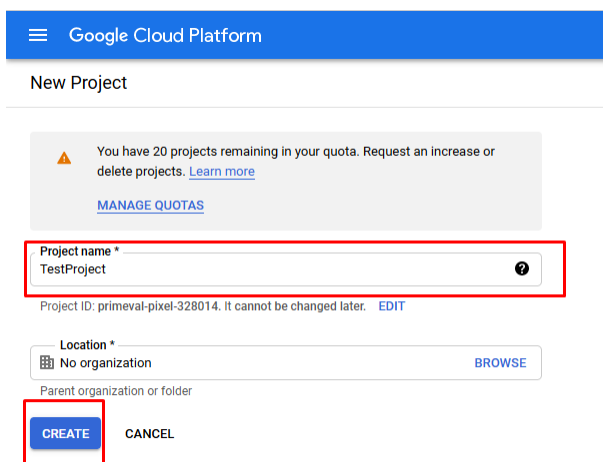 Google Cloud Platform
New Project
You have 20 projects remaining in your quota. Request an increase or
delete projects. Learn more
MANAGE QUOTAS
Project name *
TestProject
Project ID: primeval-pixel-328014. It cannot be changed later. EDIT
Location *
No organization BROWSE
Parent organization or folder
CREATE CANCEL